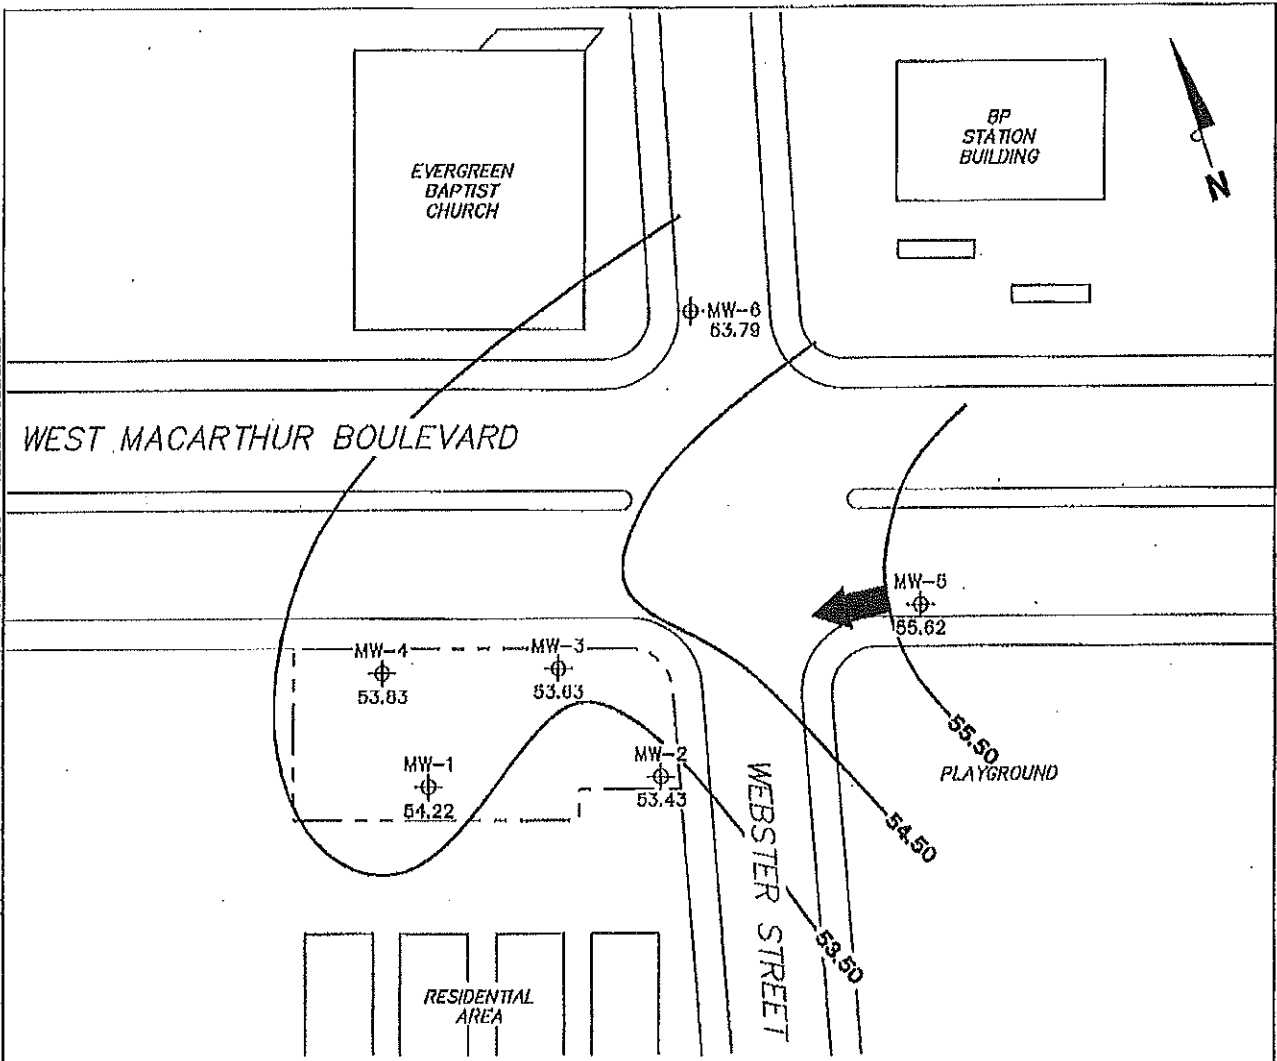 EVERGREEN
BAPTIST
CHURCH
BP
STATION
BUILDING
N
MW-6
53.79
WEST MACARTHUR BOULEVARD
MW-5
55.62
MW-4
53.83
MW-3
53.63
MW-1
54.22
MW-2
53.43
55.50
PLAYGROUND
54.50
53.50
WEBSTER STREET
RESIDENTIAL
AREA